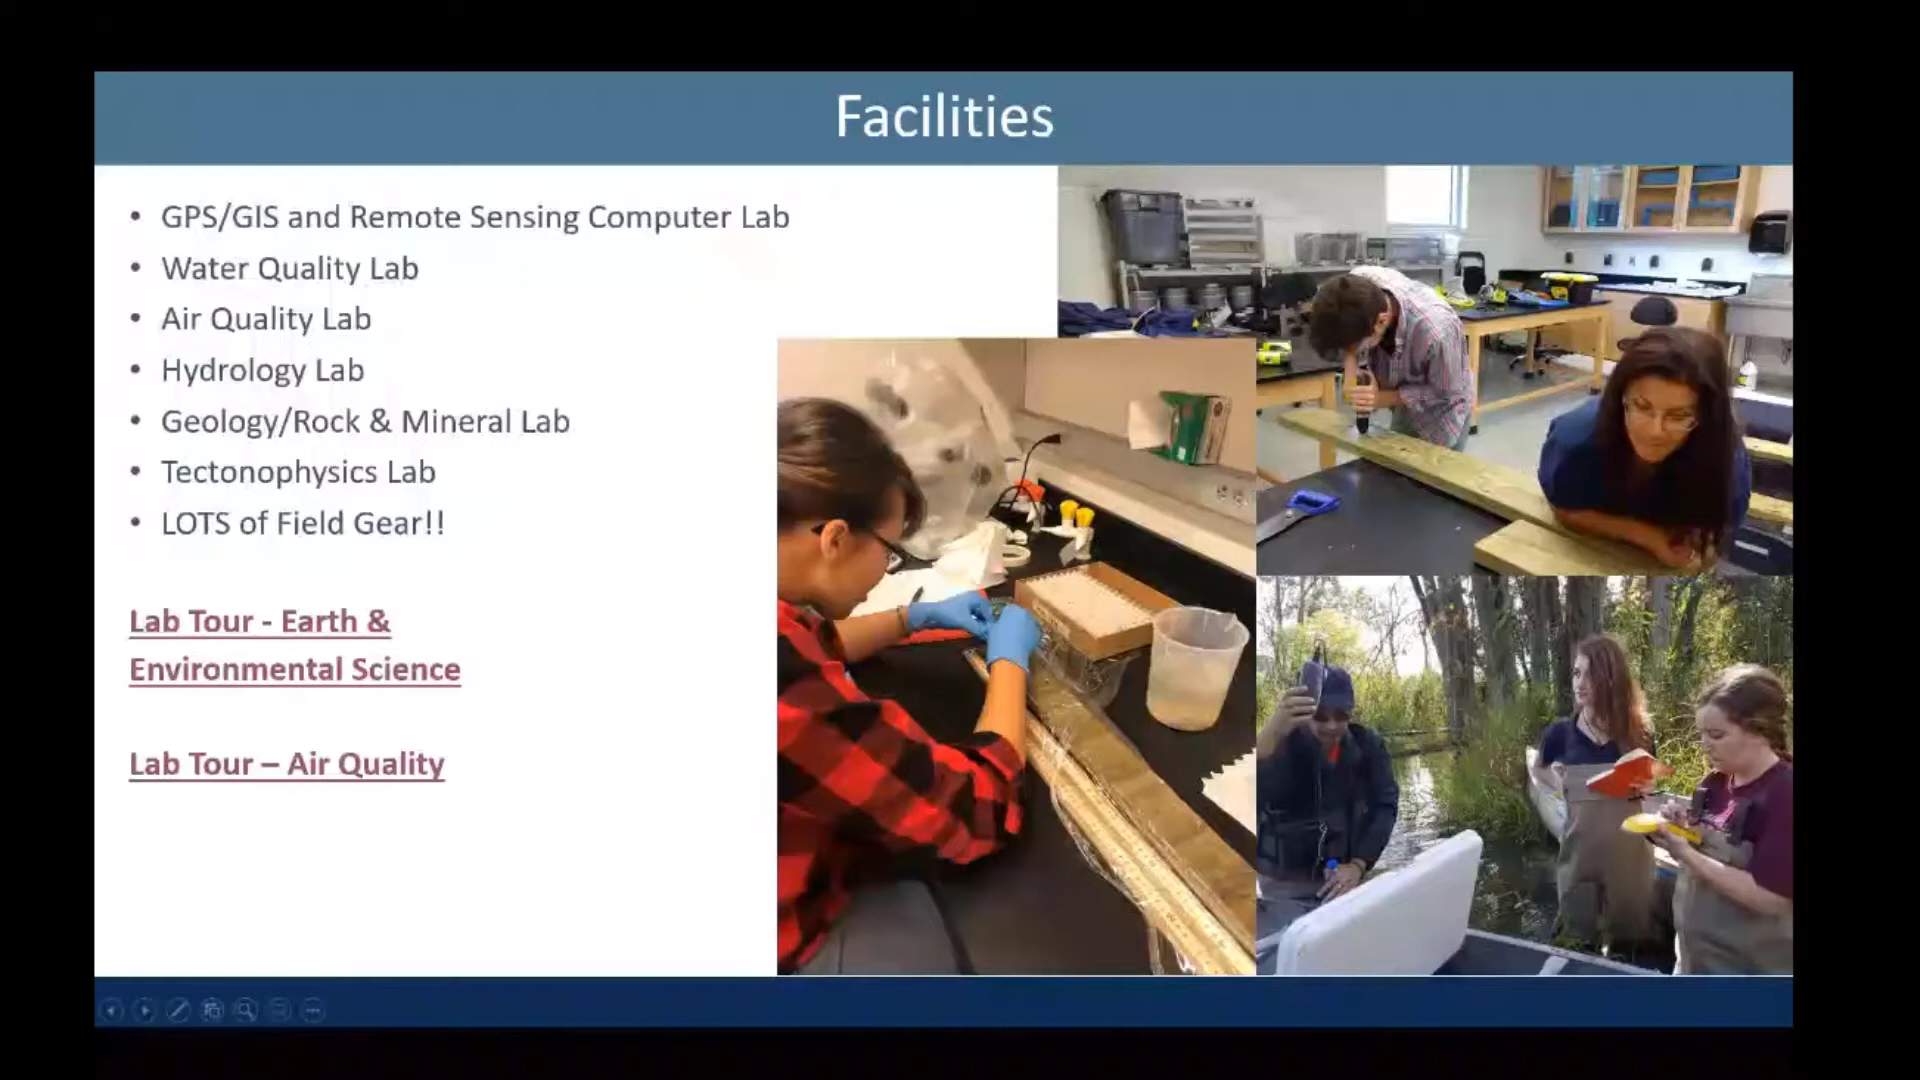 Facilities
• GPS/GIS and Remote Sensing Computer Lab
• Water Quality Lab
• Air Quality Lab
• Hydrology Lab
• Geology/Rock & Mineral Lab
• Tectonophysics Lab
• LOTS of Field Gear!!
Lab Tour - Earth &
Environmental Science
Lab Tour – Air Quality